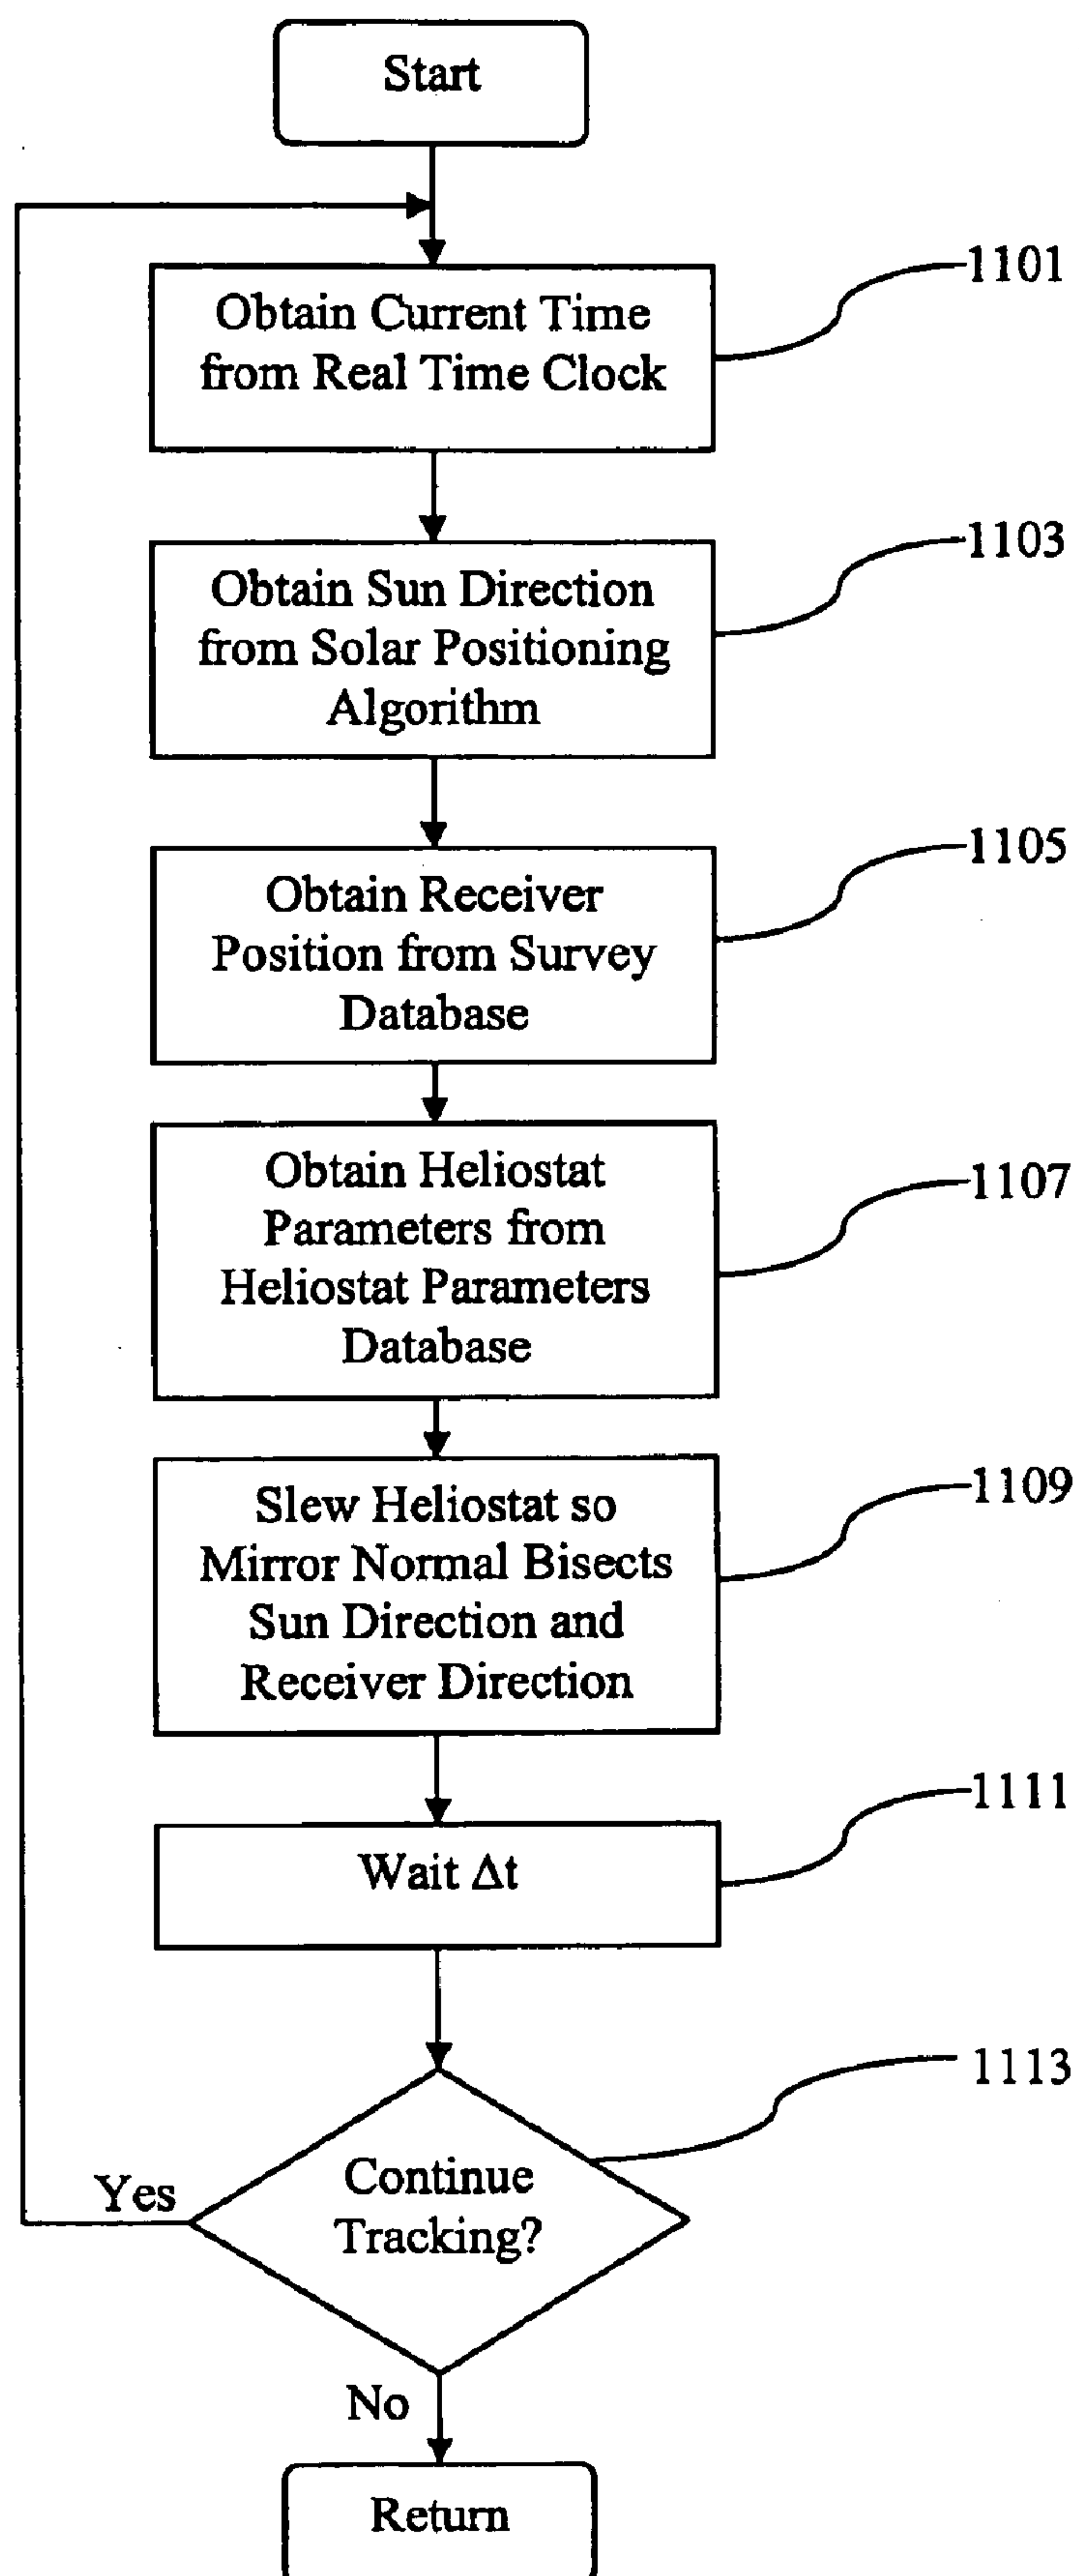 Start
1101
Obtain Current Time
from Real Time Clock
1103
Obtain Sun Direction
from Solar Positioning
Algorithm
1105
Obtain Receiver
Position from Survey
Database
1107
Obtain Heliostat
Parameters from
Heliostat Parameters
Database
1109
Slew Heliostat so
Mirror Normal Bisects
Sun Direction and
Receiver Direction
1111
Wait Δt
1113
Continue
Tracking?
Yes
No
Return